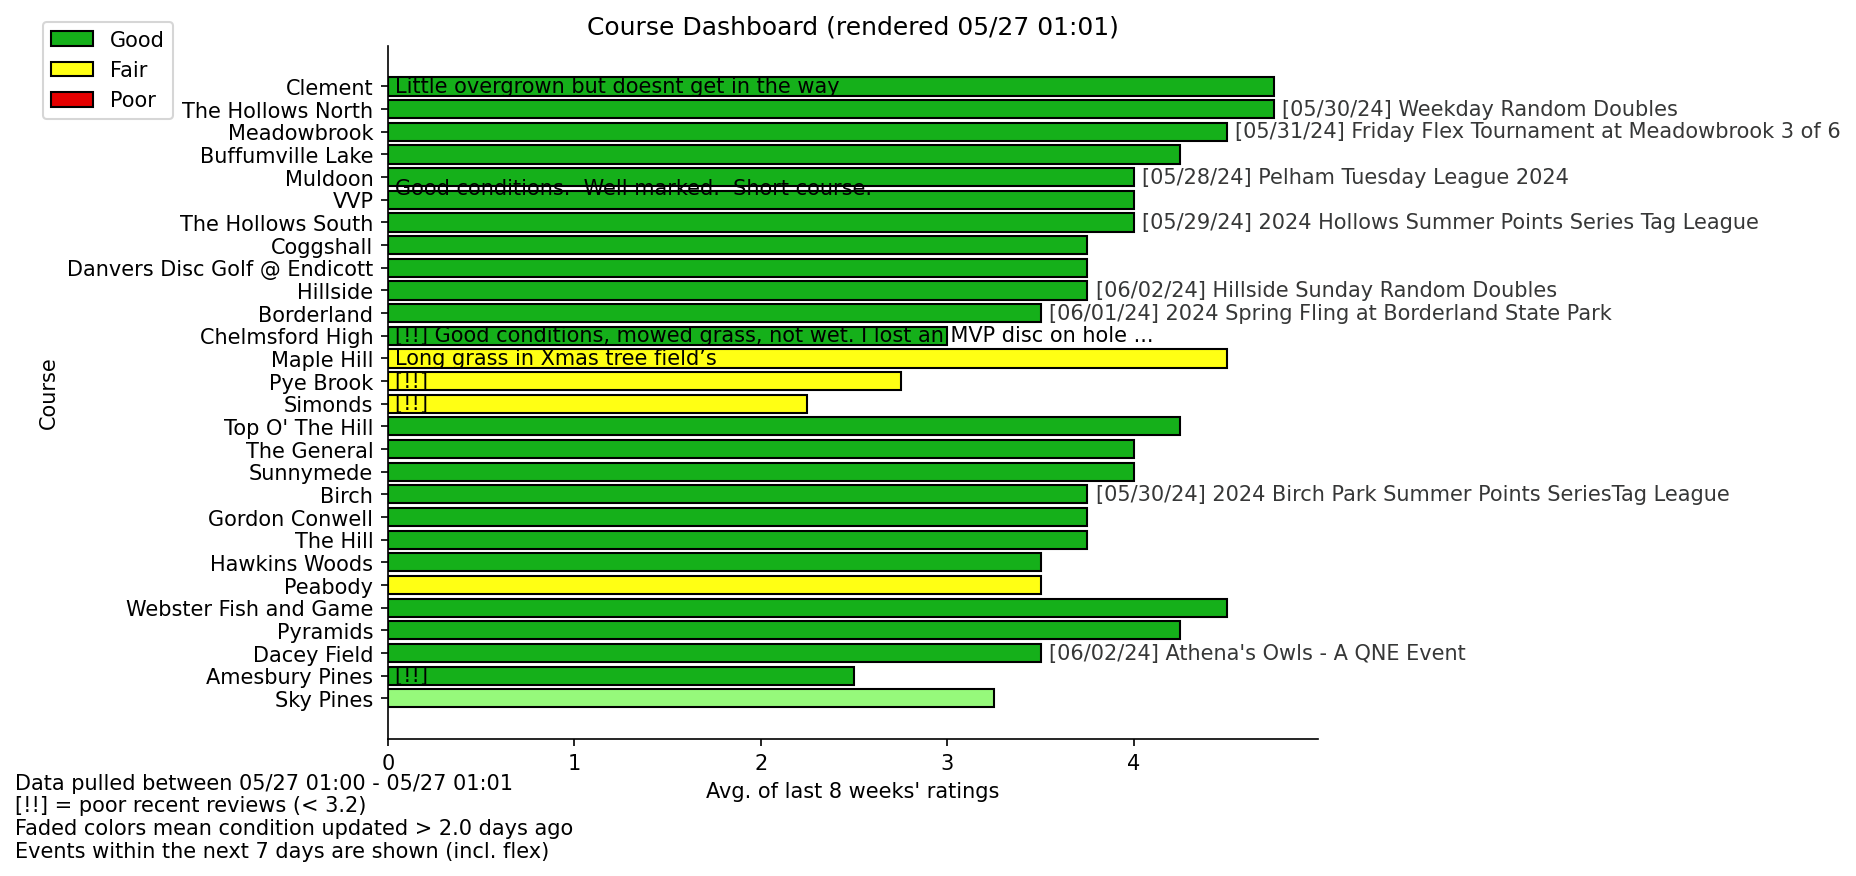 Course Dashboard (rendered 05/27 01:01)
Good
Fair
Poor
Course
Clement Little overgrown but doesnt get in the way
The Hollows North [05/30/24] Weekday Random Doubles
Meadowbrook [05/31/24] Friday Flex Tournament at Meadowbrook 3 of 6
Buffumville Lake
Muldoon [05/28/24] Pelham Tuesday League 2024
Good conditions. Well marked. Short course.
VVP
The Hollows South [05/29/24] 2024 Hollows Summer Points Series Tag League
Coggshall
Danvers Disc Golf @ Endicott
Hillside [06/02/24] Hillside Sunday Random Doubles
Borderland [06/01/24] 2024 Spring Fling at Borderland State Park
Chelmsford High [!!] Good conditions, mowed grass, not wet. I lost an MVP disc on hole ...
Maple Hill Long grass in Xmas tree field’s
Pye Brook [!!]
Simonds [!!]
Top O' The Hill
The General
Sunnymede
Birch [05/30/24] 2024 Birch Park Summer Points SeriesTag League
Gordon Conwell
The Hill
Hawkins Woods
Peabody
Webster Fish and Game
Pyramids
Dacey Field [06/02/24] Athena's Owls - A QNE Event
Amesbury Pines [!!]
Sky Pines
0 1 2 3 4
Avg. of last 8 weeks' ratings
Data pulled between 05/27 01:00 - 05/27 01:01
[!!] = poor recent reviews (< 3.2)
Faded colors mean condition updated > 2.0 days ago
Events within the next 7 days are shown (incl. flex)